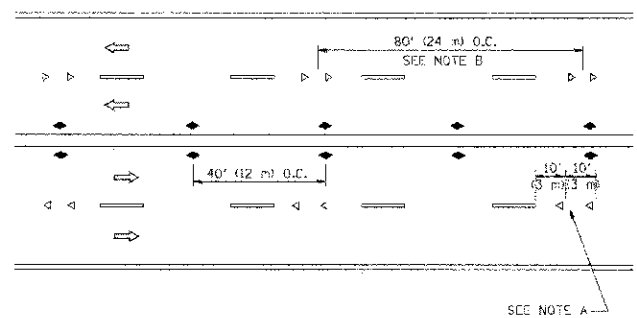 80' (24 m) O.C.
SEE NOTE B
40' (12 m) O.C.
10' 10'
(3 m) (3 m)
SEE NOTE A